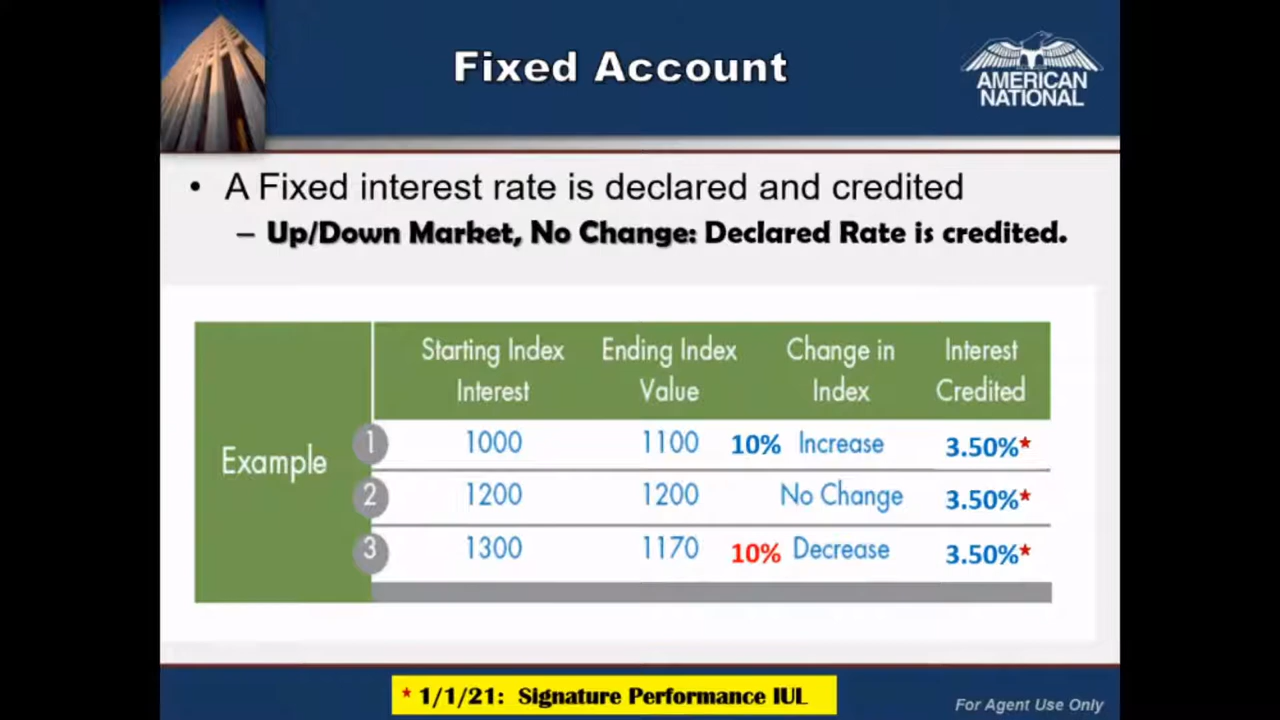 Fixed Account
AMERICAN
NATIONAL
• A Fixed interest rate is declared and credited
– Up/Down Market, No Change: Declared Rate is credited.
Starting Index Interest Ending Index Value Change in Index Interest Credited
Example
1 1000 1100 10% Increase 3.50%*
2 1200 1200 No Change 3.50%*
3 1300 1170 10% Decrease 3.50%*
* 1/1/21: Signature Performance IUL
For Agent Use Only